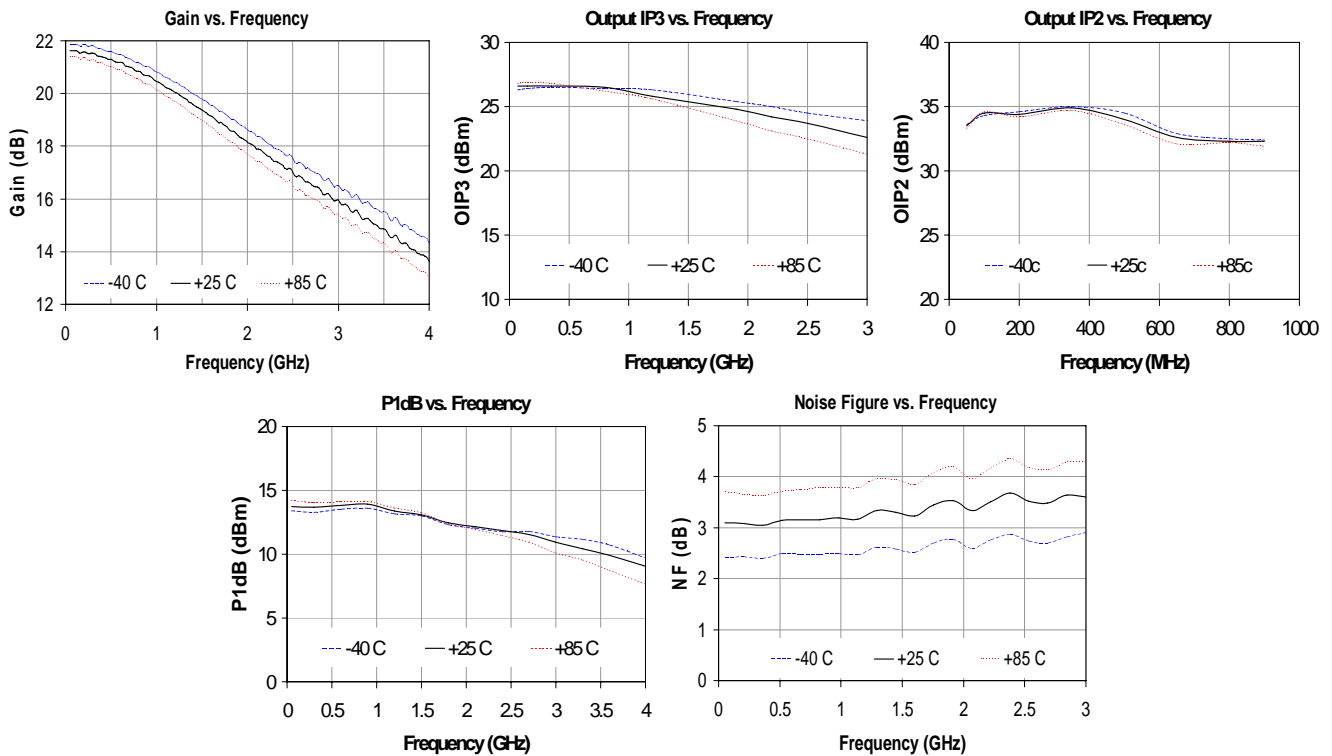 Gain vs. Frequency
22
20
18
16
14
12
Gain (dB)
-40 C
+25 C
+85 C
0
1
2
3
4
Frequency (GHz)
Output IP3 vs. Frequency
30
25
20
15
10
OIP3 (dBm)
-40 C
+25 C
+85 C
0
0.5
1
1.5
2
2.5
3
Frequency (GHz)
Output IP2 vs. Frequency
40
35
30
25
20
OIP2 (dBm)
-40c
+25c
+85c
0
200
400
600
800
1000
Frequency (MHz)
P1dB vs. Frequency
20
15
10
5
0
P1dB (dBm)
-40 C
+25 C
+85 C
0
0.5
1
1.5
2
2.5
3
3.5
4
Frequency (GHz)
Noise Figure vs. Frequency
5
4
3
2
1
0
NF (dB)
-40 C
+25 C
+85 C
0
0.5
1
1.5
2
2.5
3
Frequency (GHz)